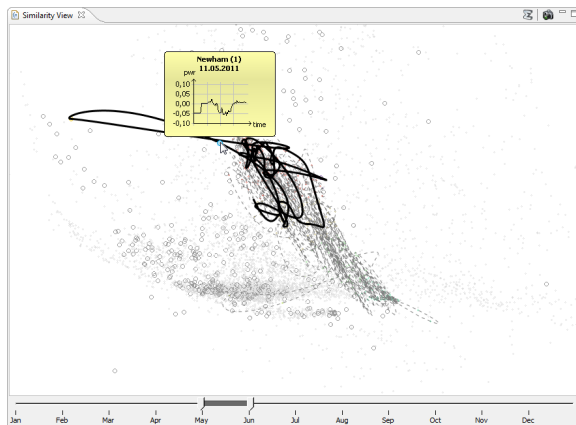 Similarity View
Newham (1)
11.05.2011
pwr
0,10
0,05
0,00
-0,05
-0,10
time
Jan Feb Mar Apr May Jun Jul Aug Sep Oct Nov Dec